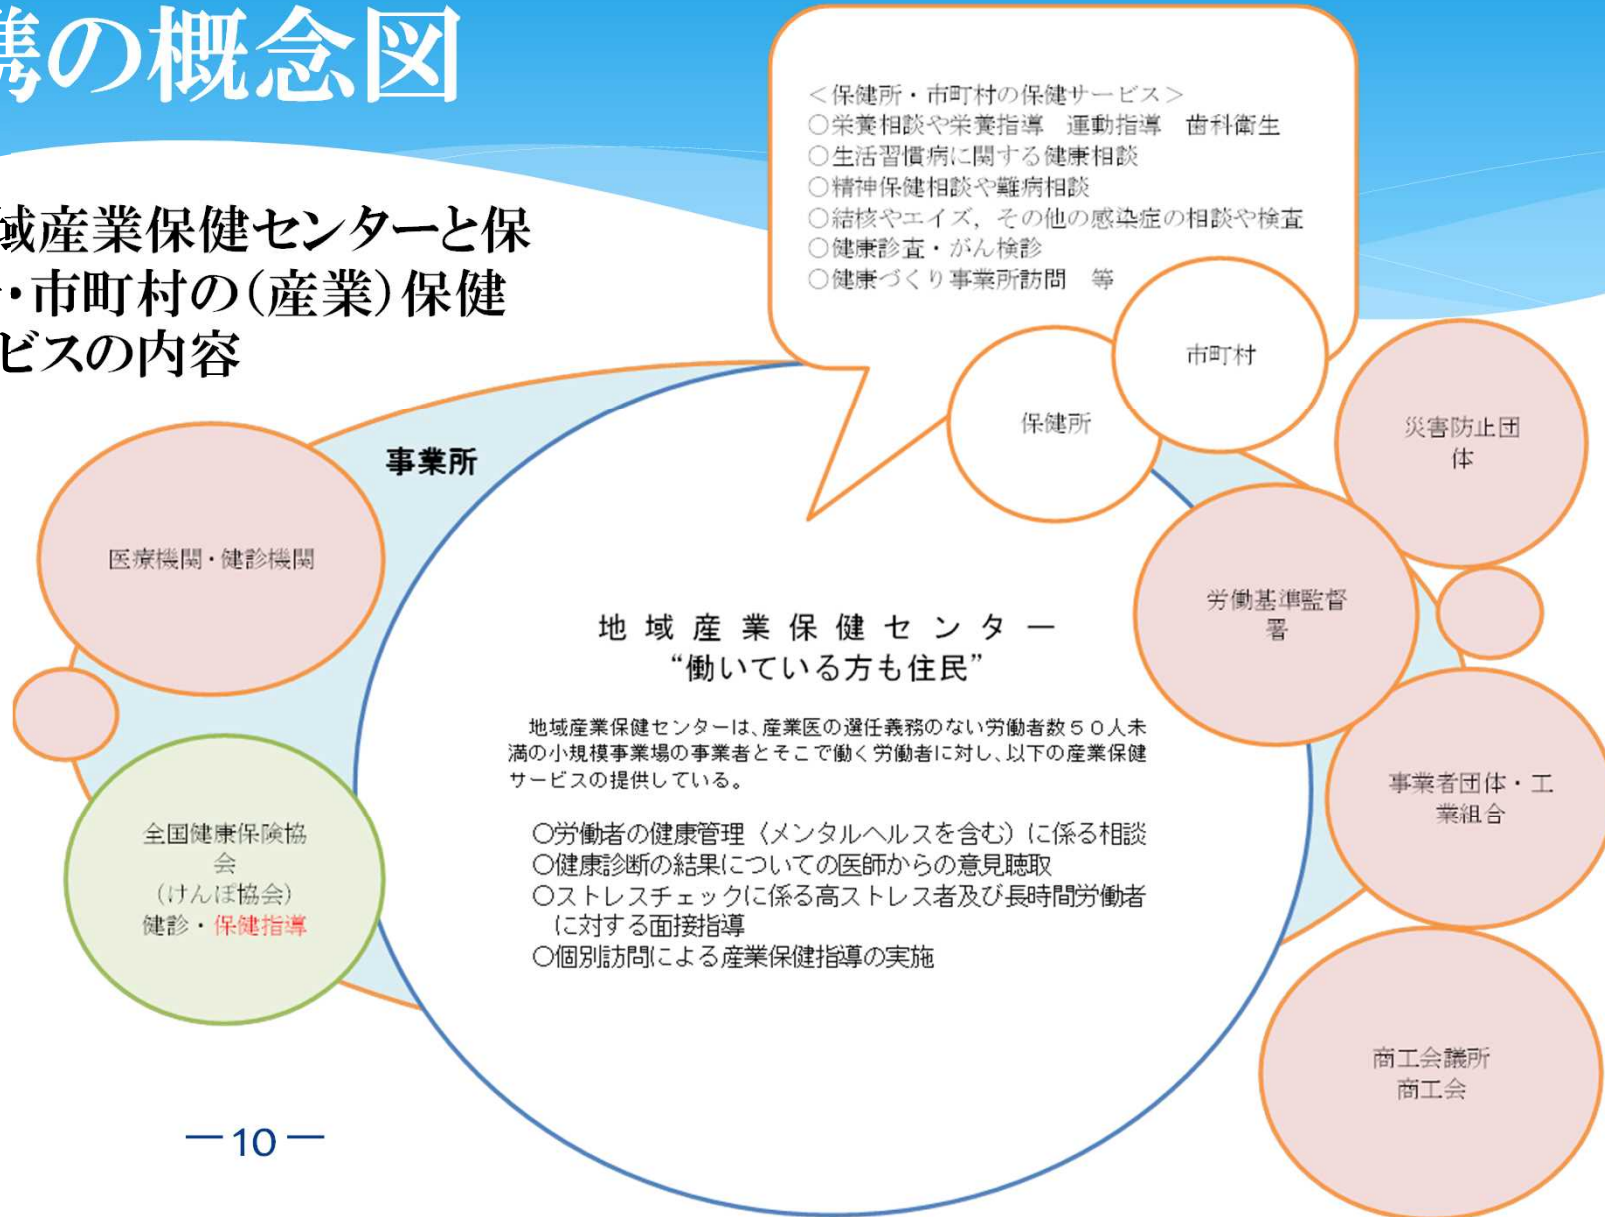 携の概念図
域産業保健センターと保
・市町村の（産業）保健
ービスの内容
＜保健所・市町村の保健サービス＞
○栄養相談や栄養指導　運動指導　歯科衛生
○生活習慣病に関する健康相談
○精神保健相談や難病相談
○結核やエイズ，その他の感染症の相談や検査
○健康診査・がん検診
○健康づくり事業所訪問　等
市町村
保健所
災害防止団
体
事業所
医療機関・健診機関
労働基準監督
署
地域産業保健センター
“働いている方も住民”
地域産業保健センターは、産業医の選任義務のない労働者数５０人未
満の小規模事業場の事業者とそこで働く労働者に対し、以下の産業保健
サービスの提供している。
○労働者の健康管理（メンタルヘルスを含む）に係る相談
○健康診断の結果についての医師からの意見聴取
○ストレスチェックに係る高ストレス者及び長時間労働者
に対する面接指導
○個別訪問による産業保健指導の実施
事業者団体・工
業組合
全国健康保険協
会
（けんぽ協会）
健診・保健指導
商工会議所
商工会
－10－